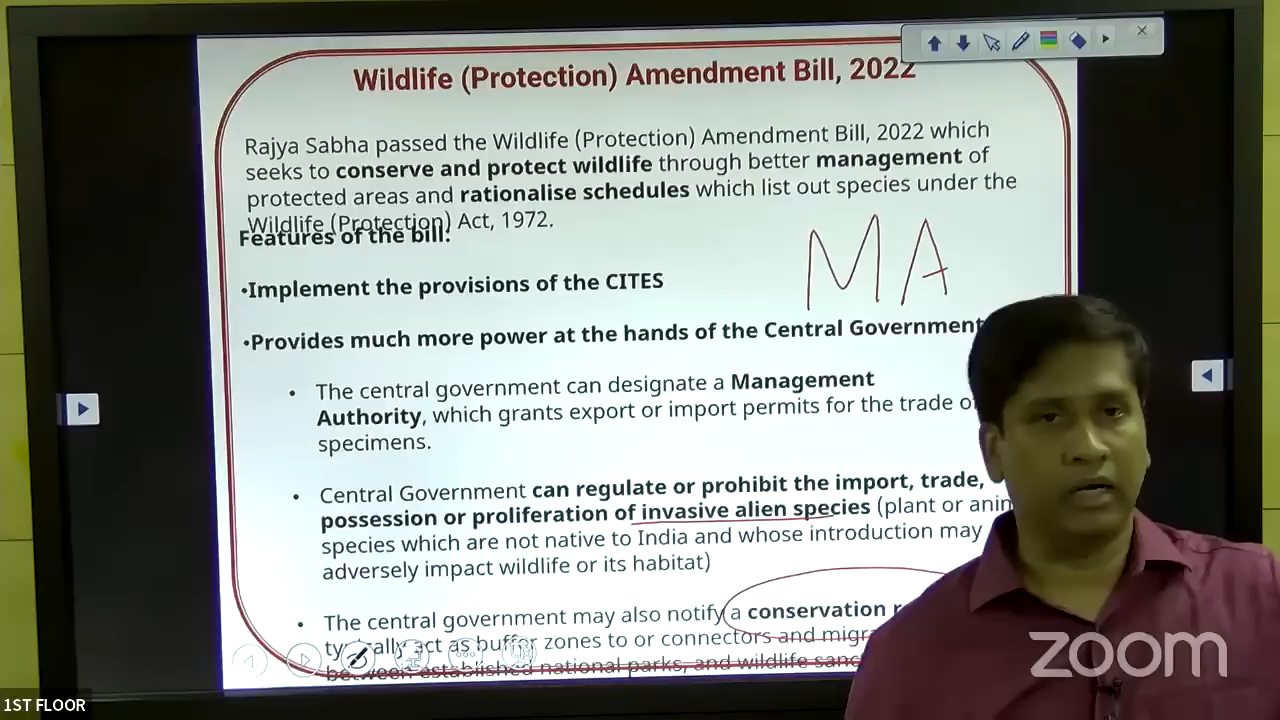 Wildlife (Protection) Amendment Bill, 2022
Rajya Sabha passed the Wildlife (Protection) Amendment Bill, 2022 which
seeks to conserve and protect wildlife through better management of
protected areas and rationalise schedules which list out species under the
Wildlife (Protection) Act, 1972.
Features of the bill:
MA
•Implement the provisions of the CITES
•Provides much more power at the hands of the Central Government
• The central government can designate a Management
Authority, which grants export or import permits for the trade of
specimens.
• Central Government can regulate or prohibit the import, trade,
possession or proliferation of invasive alien species (plant or anim
species which are not native to India and whose introduction may
adversely impact wildlife or its habitat)
• The central government may also notify a conservation r
act as buffer zones to or connectors and migra
between established national parks, and wildlife sanc
zoom
1ST FLOOR